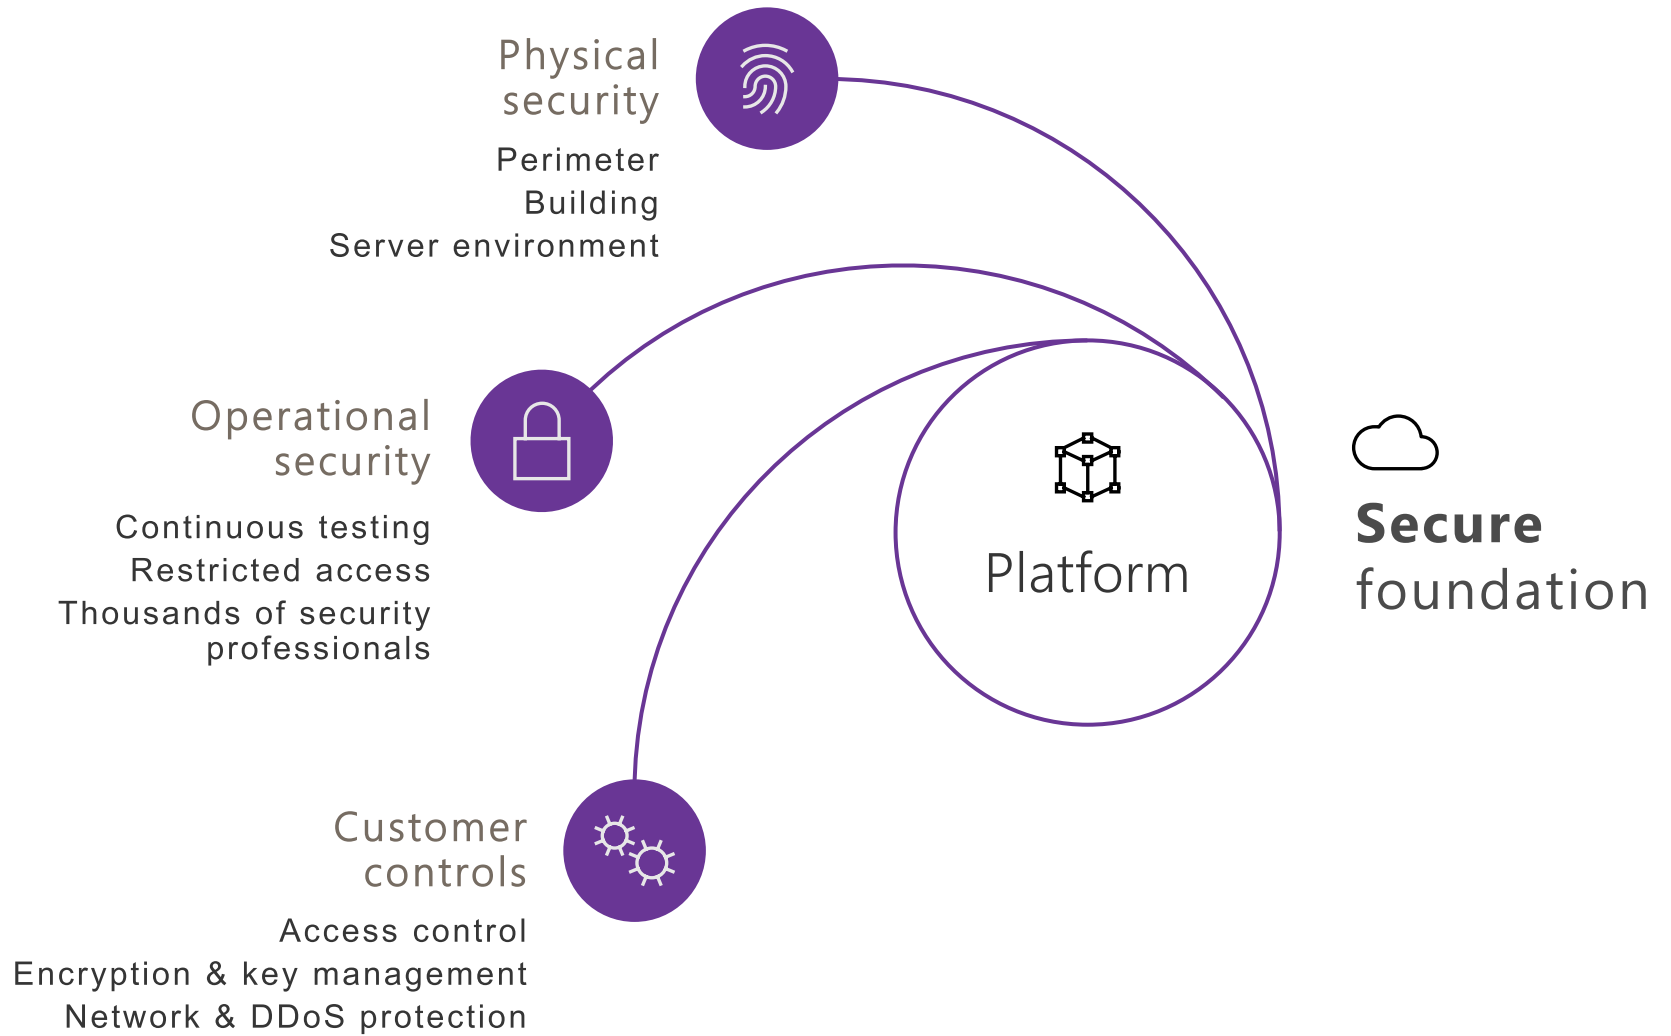 Physical
security
Perimeter
Building
Server environment
Operational
security
Continuous testing
Restricted access
Thousands of security
professionals
Customer
controls
Access control
Encryption & key management
Network & DDoS protection
Platform
Secure
foundation